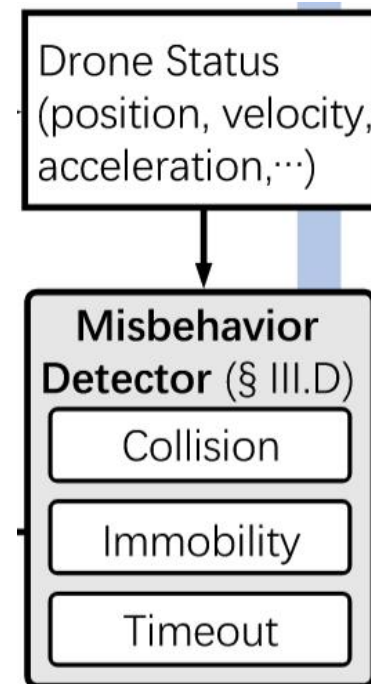 Drone Status
(position, velocity,
acceleration,⋯)
Misbehavior
Detector (§ III.D)
Collision
Immobility
Timeout